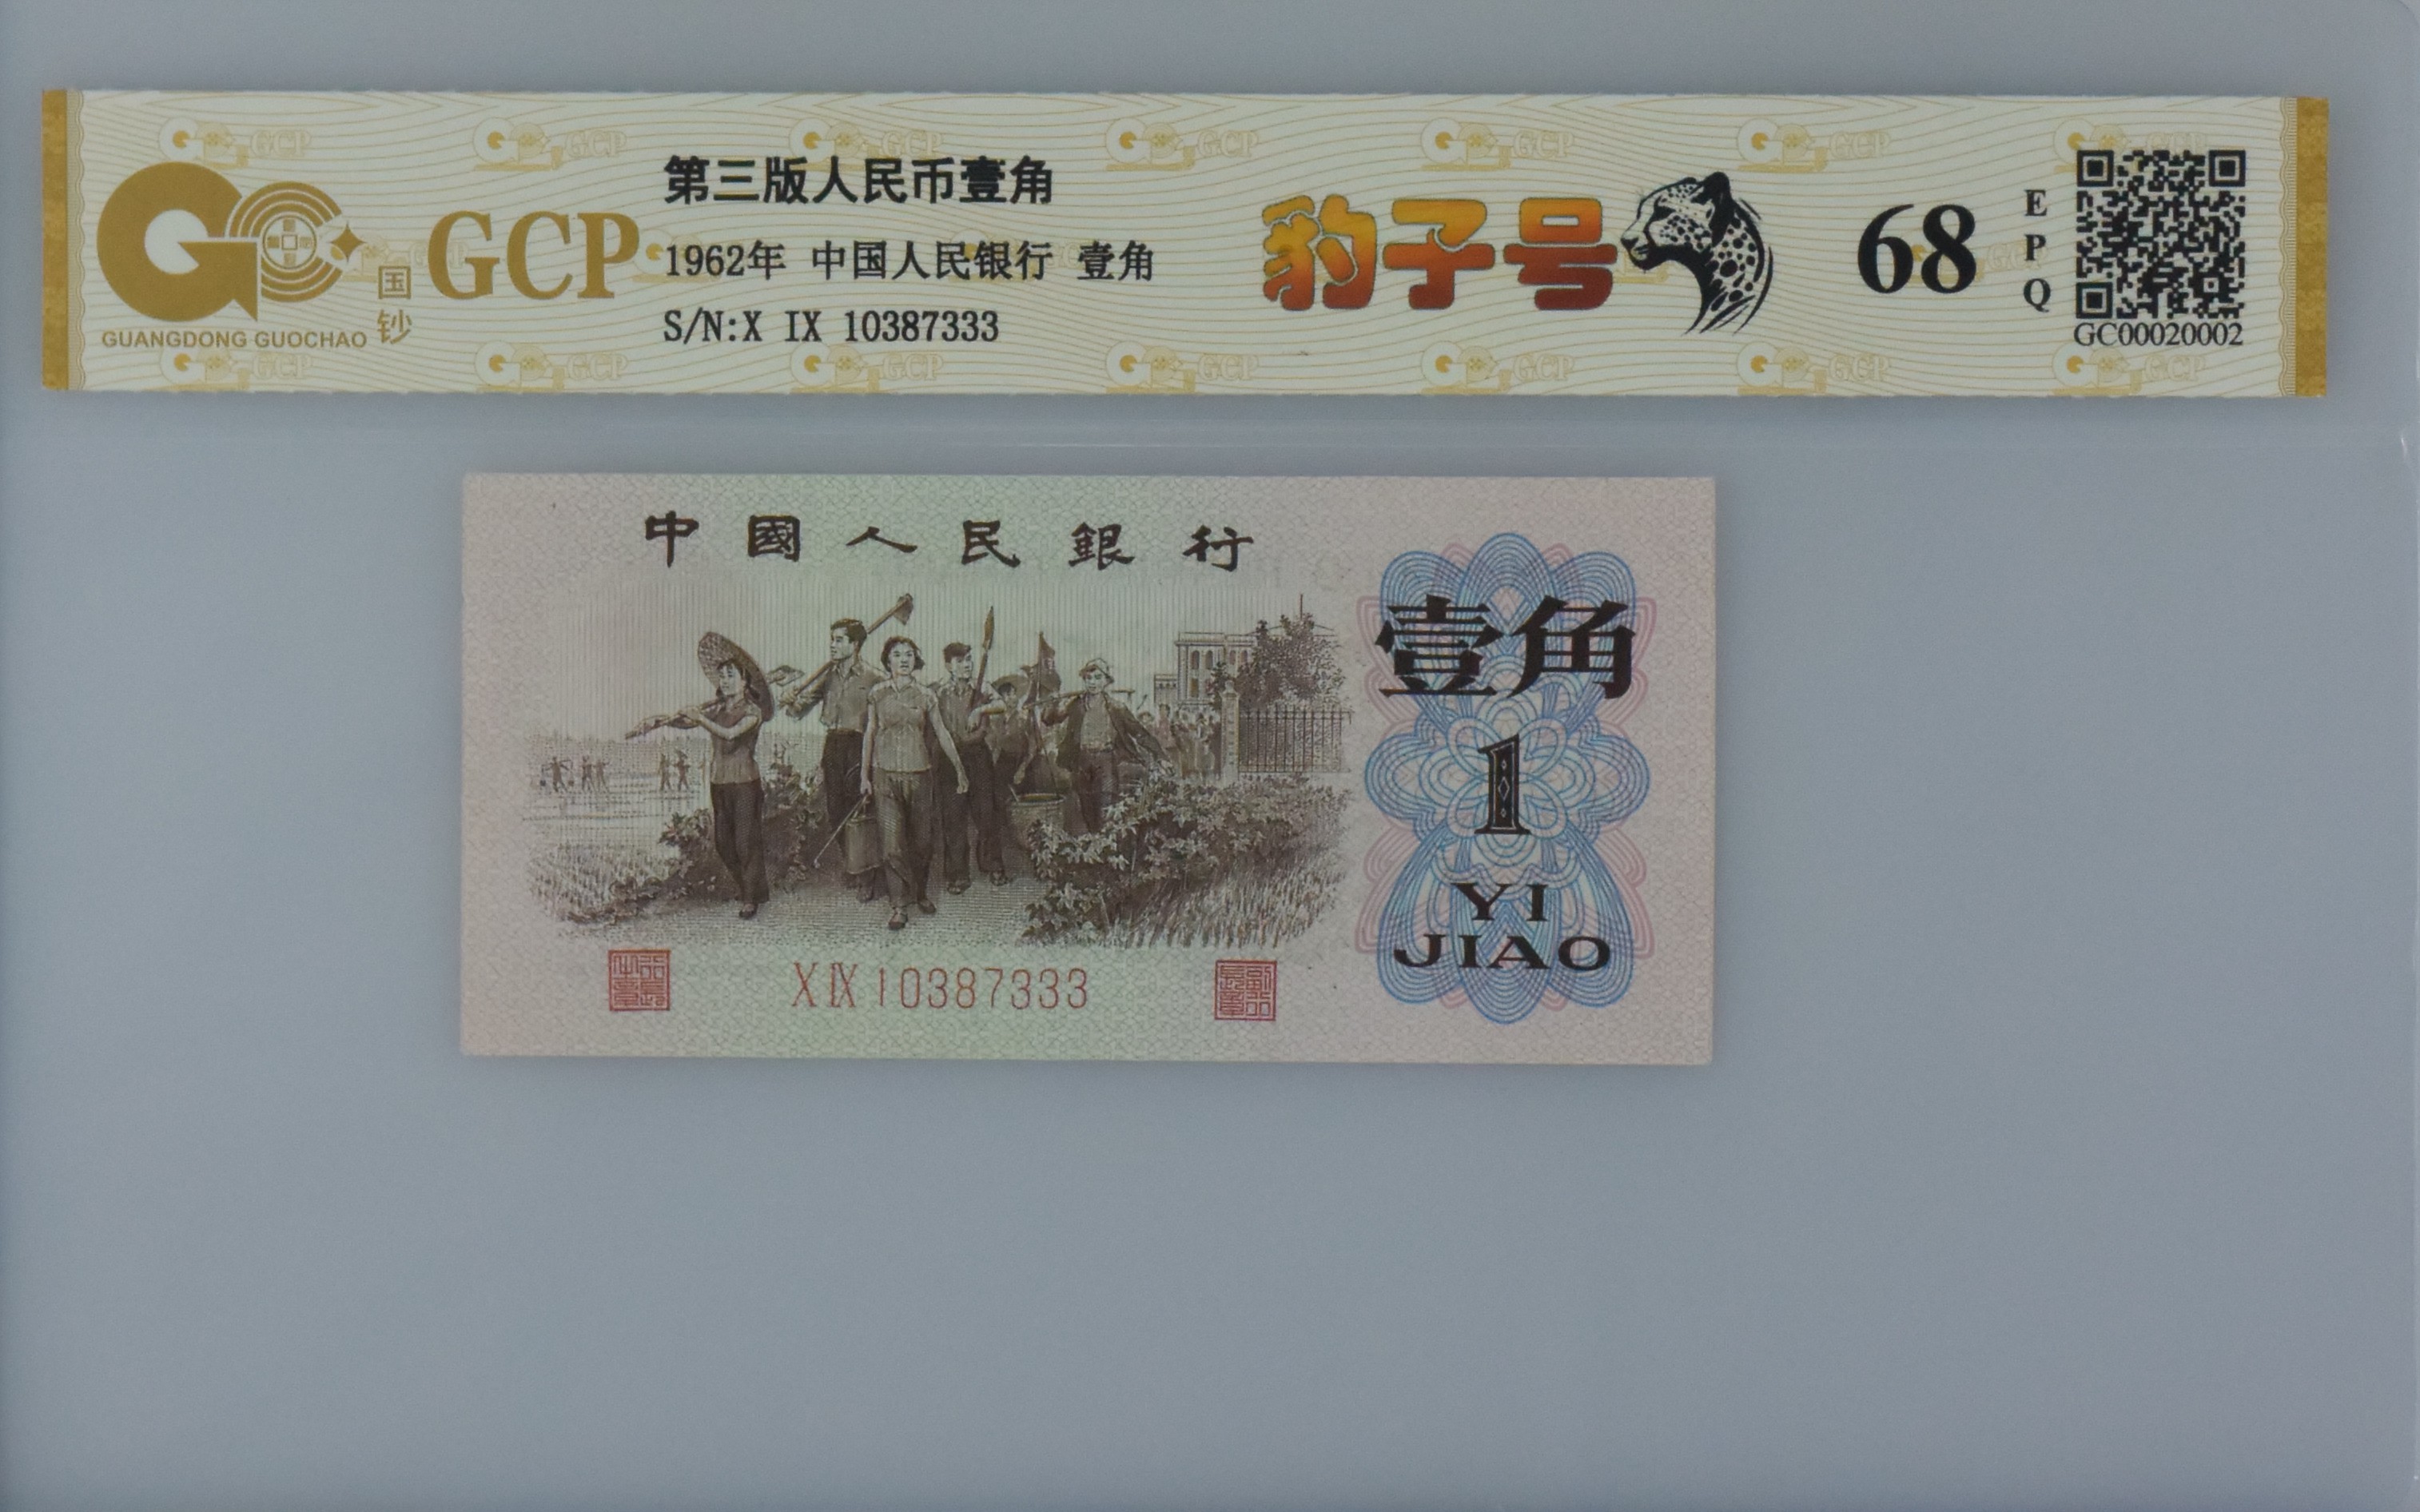 GCP
国钞
GUANGDONG GUOCHAO
第三版人民币壹角
1962年 中国人民银行 壹角
S/N:X IX 10387333
豹子号
68
EPQ
GC00020002
中國人民銀行
壹角
1
YI
JIAO
X IX 10387333